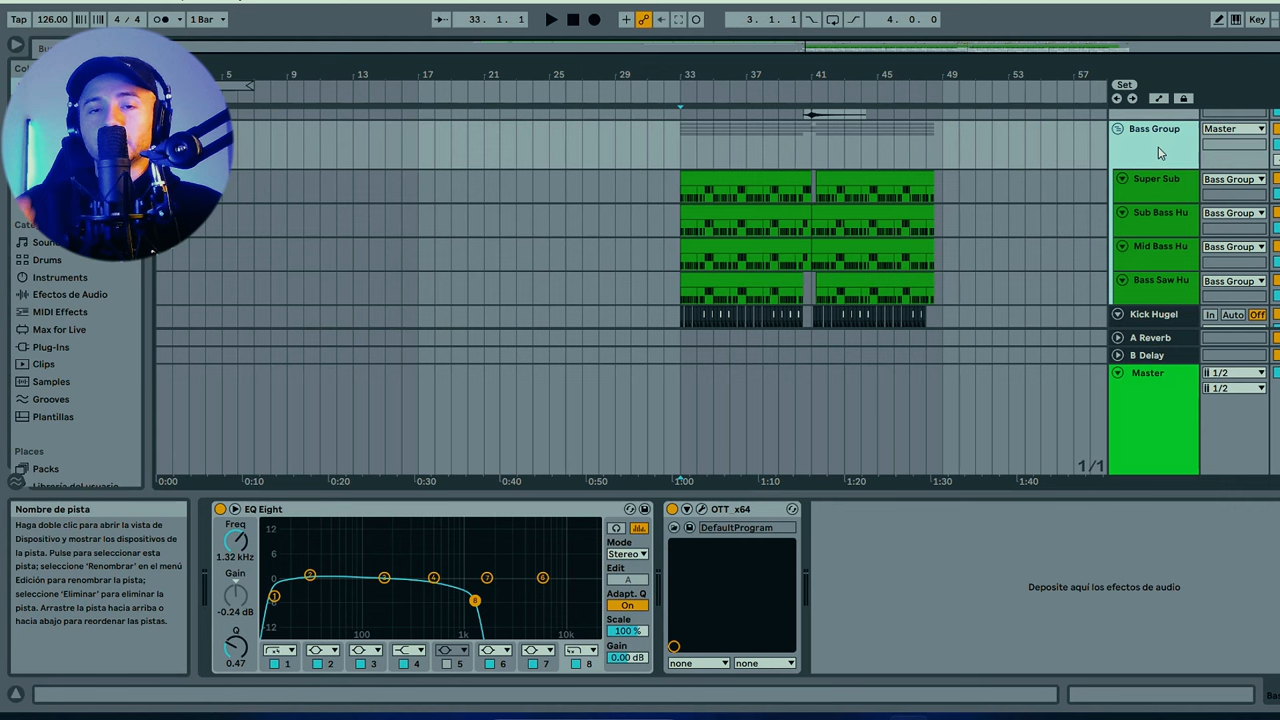 Tap 126.00 4 / 4 1 Bar 33. 1. 1 3. 1. 1 4. 0. 0 Key
5 9 13 17 21 25 29 33 37 41 45 49 53 57
Set
Bass Group Master
Super Sub Bass Group
Sub Bass Hu Bass Group
Mid Bass Hu Bass Group
Bass Saw Hu Bass Group
Kick Hugel In Auto Off
A Reverb
B Delay
Master 1/2
1/2
1/1
0:00 0:10 0:20 0:30 0:40 0:50 1:00 1:10 1:20 1:30 1:40
Drums
Instruments
Efectos de Audio
MIDI Effects
Max for Live
Plug-Ins
Clips
Samples
Grooves
Plantillas
Places
Packs
Librería del usuario
Nombre de pista
Haga doble clic para abrir la vista de
Dispositivo y mostrar los dispositivos de
la pista. Pulse para seleccionar esta
pista; seleccione 'Renombrar' en el menú
Edición para renombrar la pista;
seleccione 'Eliminar' para eliminar la
pista. Arrastre la pista hacia arriba o
hacia abajo para reordenar las pistas.
EQ Eight
Freq
1.32 kHz
Gain
-0.24 dB
Q
0.47
12
6
0
-6
-12
100 1k 10k
1 2 3 4 5 6 7 8
Mode
Stereo
Edit
A
Adapt. Q
On
Scale
100 %
Gain
0.00 dB
OTT_x64
DefaultProgram
none none
Deposite aquí los efectos de audio